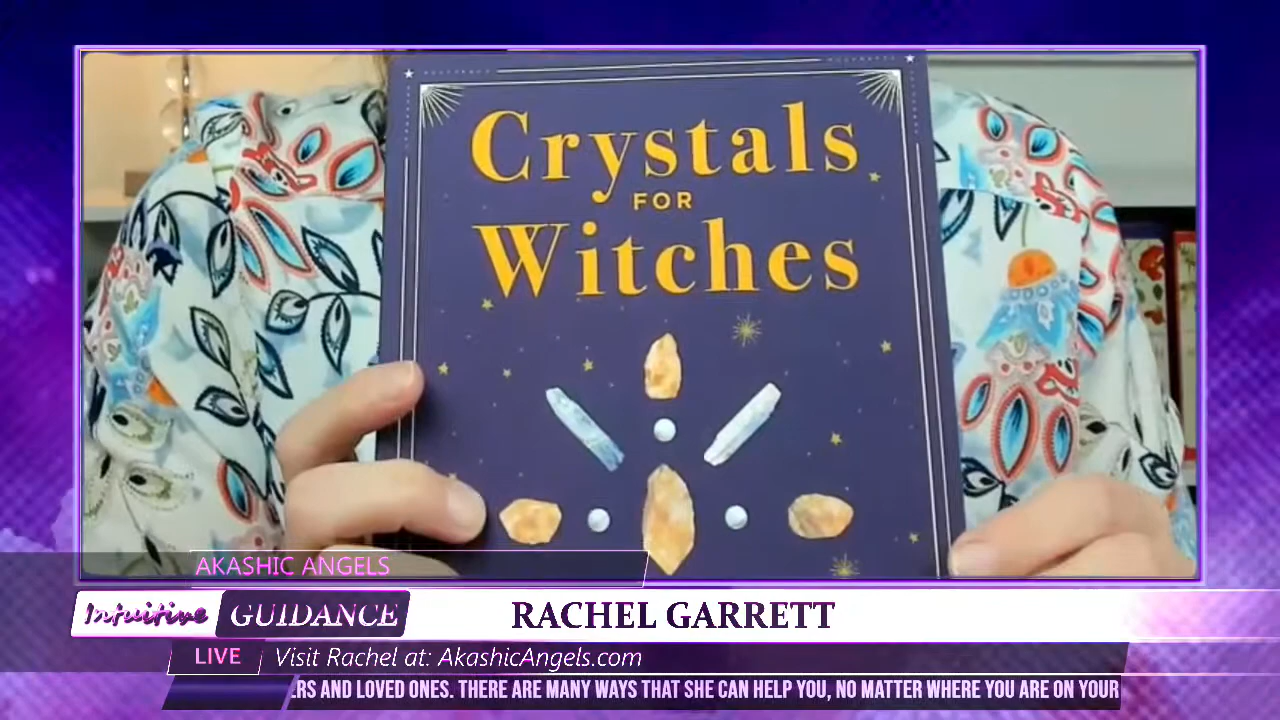 Crystals
FOR
Witches
AKASHIC ANGELS
Intuitive GUIDANCE
RACHEL GARRETT
LIVE
Visit Rachel at: AkashicAngels.com
RS AND LOVED ONES. THERE ARE MANY WAYS THAT SHE CAN HELP YOU, NO MATTER WHERE YOU ARE ON YOUR